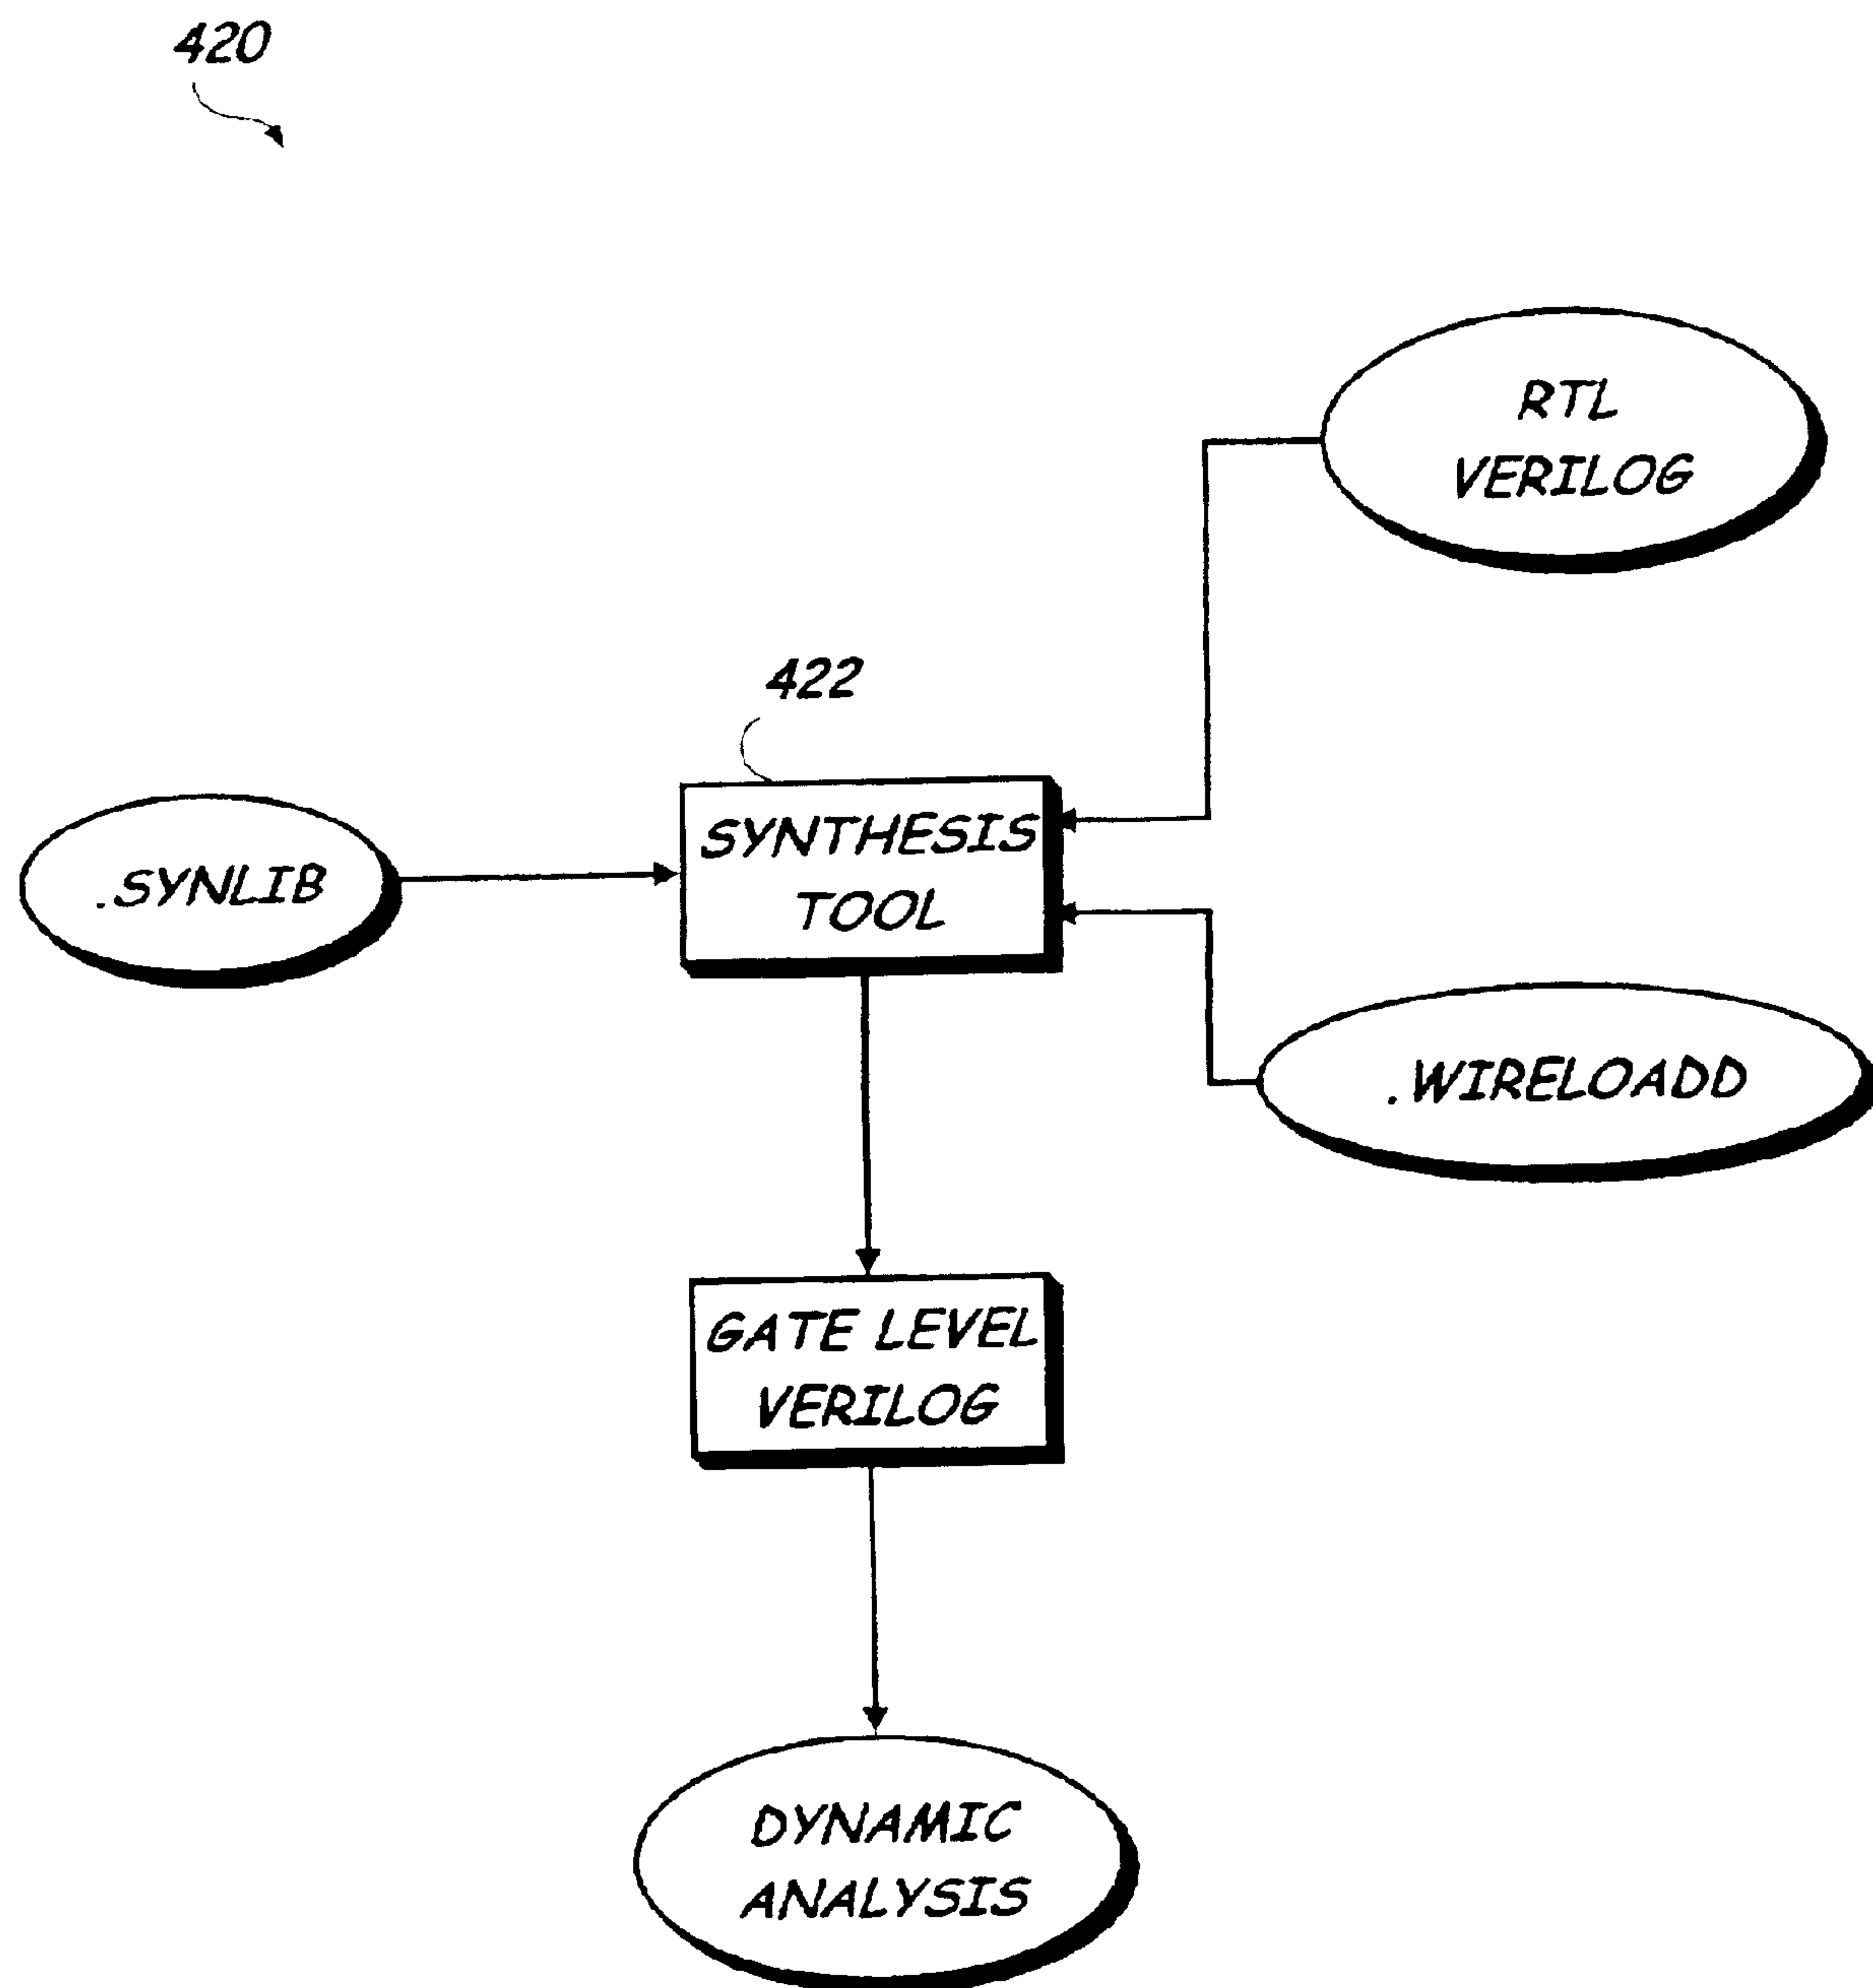 420
RTL
VERILOG
422
SYNTHESIS
TOOL
.SYNLIB
.WIRELOADD
GATE LEVEL
VERILOG
DYNAMIC
ANALYSIS